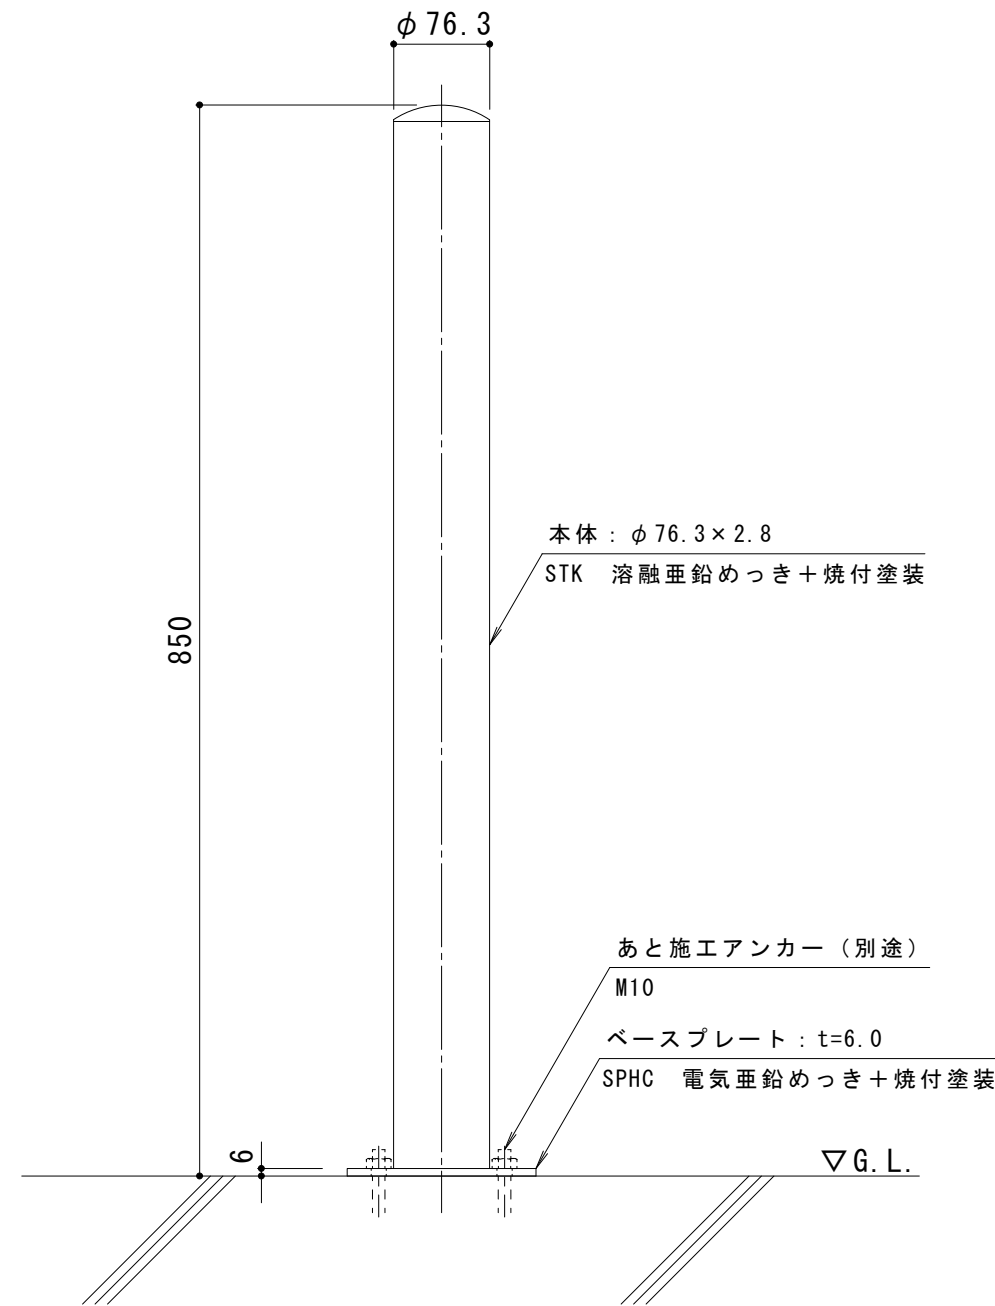 φ76.3
本体：φ76.3×2.8
STK　溶融亜鉛めっき＋焼付塗装
850
あと施工アンカー（別途）
M10
ベースプレート：t=6.0
SPHC　電気亜鉛めっき＋焼付塗装
6
▽G.L.